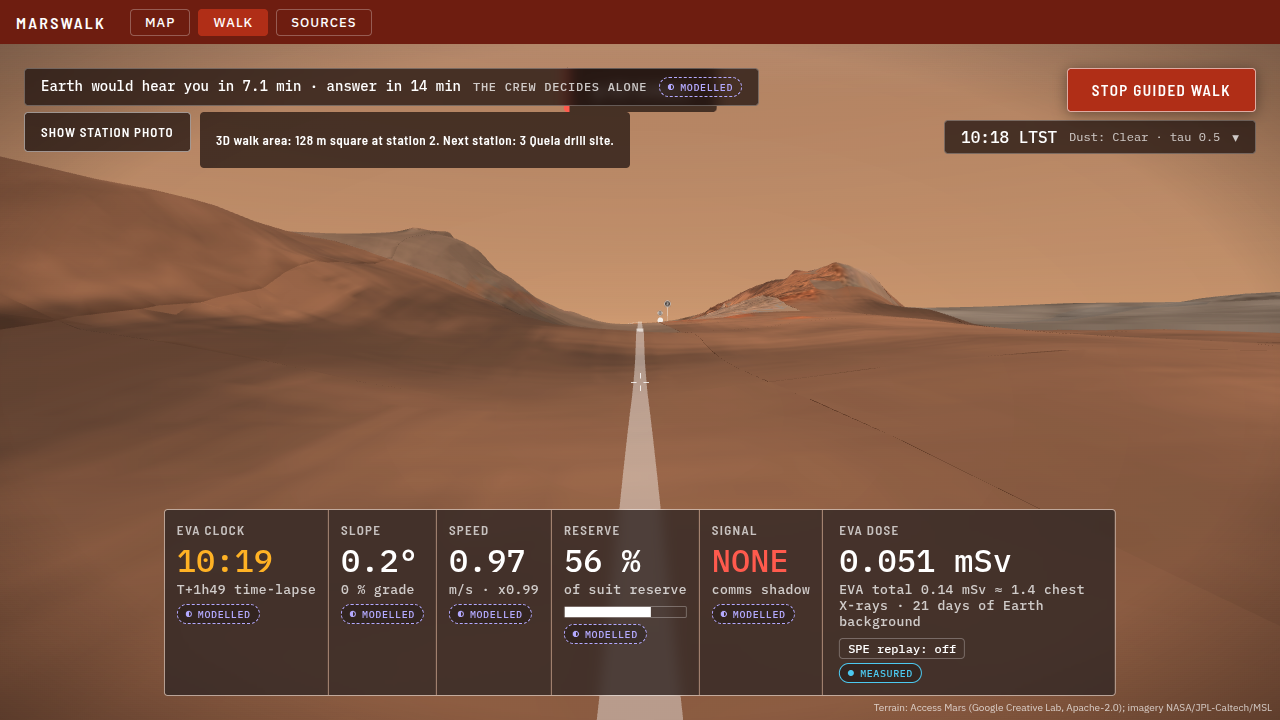 MARSWALK MAP WALK SOURCES
Earth would hear you in 7.1 min · answer in 14 min THE CREW DECIDES ALONE MODELLED
STOP GUIDED WALK
SHOW STATION PHOTO
3D walk area: 128 m square at station 2. Next station: 3 Quela drill site.
10:18 LTST Dust: Clear · tau 0.5 ▼
EVA CLOCK
10:19
T+1h49 time-lapse
MODELLED
SLOPE
0.2°
0 % grade
MODELLED
SPEED
0.97
m/s · x0.99
MODELLED
RESERVE
56 %
of suit reserve
MODELLED
SIGNAL
NONE
comms shadow
MODELLED
EVA DOSE
0.051 mSv
EVA total 0.14 mSv ≈ 1.4 chest
X-rays · 21 days of Earth
background
SPE replay: off
MEASURED
Terrain: Access Mars (Google Creative Lab, Apache-2.0); imagery NASA/JPL-Caltech/MSL